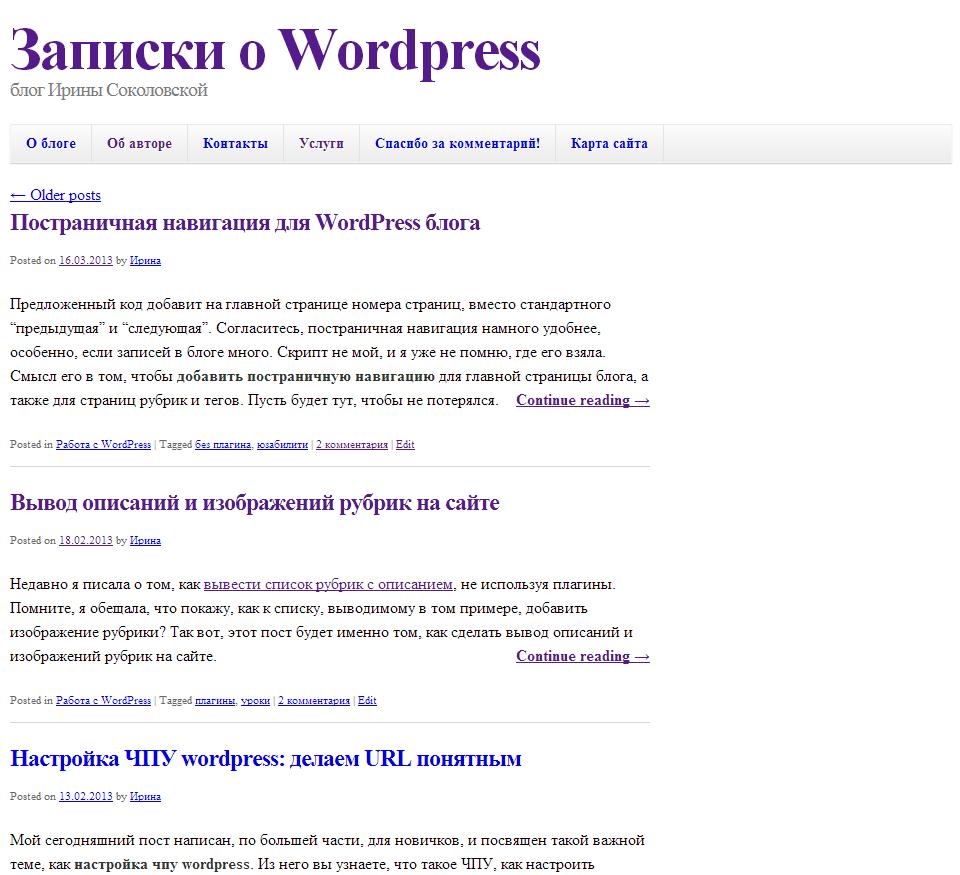 Записки о Wordpress
блог Ирины Соколовской
О блоге Об авторе Контакты Услуги Спасибо за комментарий! Карта сайта
← Older posts
Постраничная навигация для WordPress блога
Posted on 16.03.2013 by Ирина
Предложенный код добавит на главной странице номера страниц, вместо стандартного
“предыдущая” и “следующая”. Согласитесь, постраничная навигация намного удобнее,
особенно, если записей в блоге много. Скрипт не мой, и я уже не помню, где его взяла.
Смысл его в том, чтобы добавить постраничную навигацию для главной страницы блога, а
также для страниц рубрик и тегов. Пусть будет тут, чтобы не потерялся. Continue reading →
Posted in Работа с WordPress | Tagged без плагина, юзабилити | 2 комментария | Edit
Вывод описаний и изображений рубрик на сайте
Posted on 18.02.2013 by Ирина
Недавно я писала о том, как вывести список рубрик с описанием, не используя плагины.
Помните, я обещала, что покажу, как к списку, выводимому в том примере, добавить
изображение рубрики? Так вот, этот пост будет именно том, как сделать вывод описаний и
изображений рубрик на сайте. Continue reading →
Posted in Работа с WordPress | Tagged плагины, уроки | 2 комментария | Edit
Настройка ЧПУ wordpress: делаем URL понятным
Posted on 13.02.2013 by Ирина
Мой сегодняшний пост написан, по большей части, для новичков, и посвящен такой важной
теме, как настройка чпу wordpress. Из него вы узнаете, что такое ЧПУ, как настроить